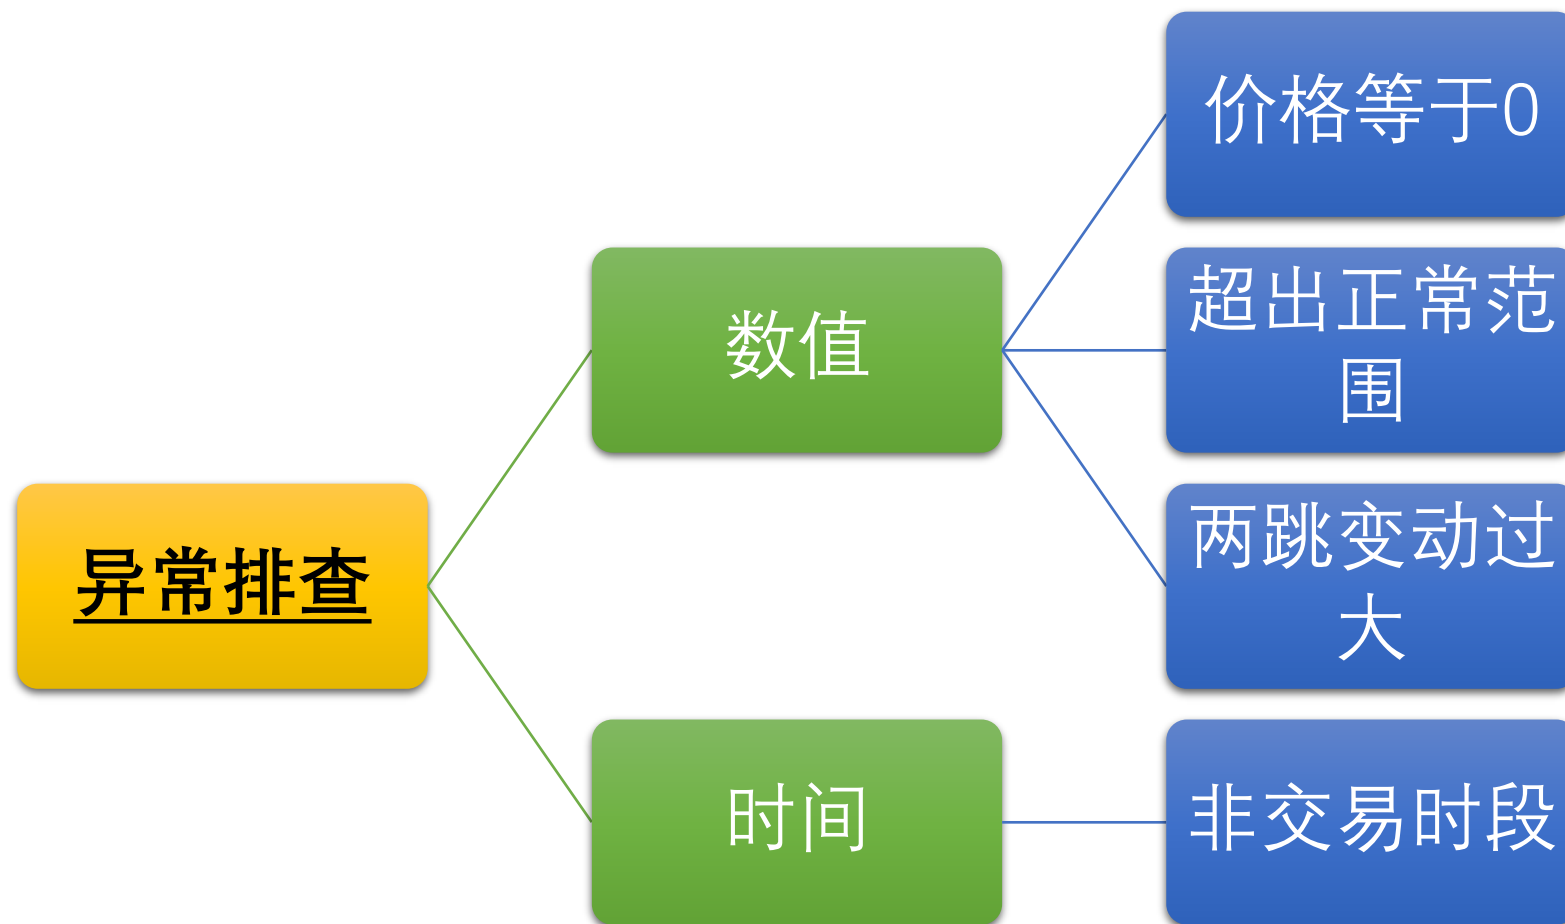 异常排查
数值
价格等于0
超出正常范
围
两跳变动过
大
时间
非交易时段